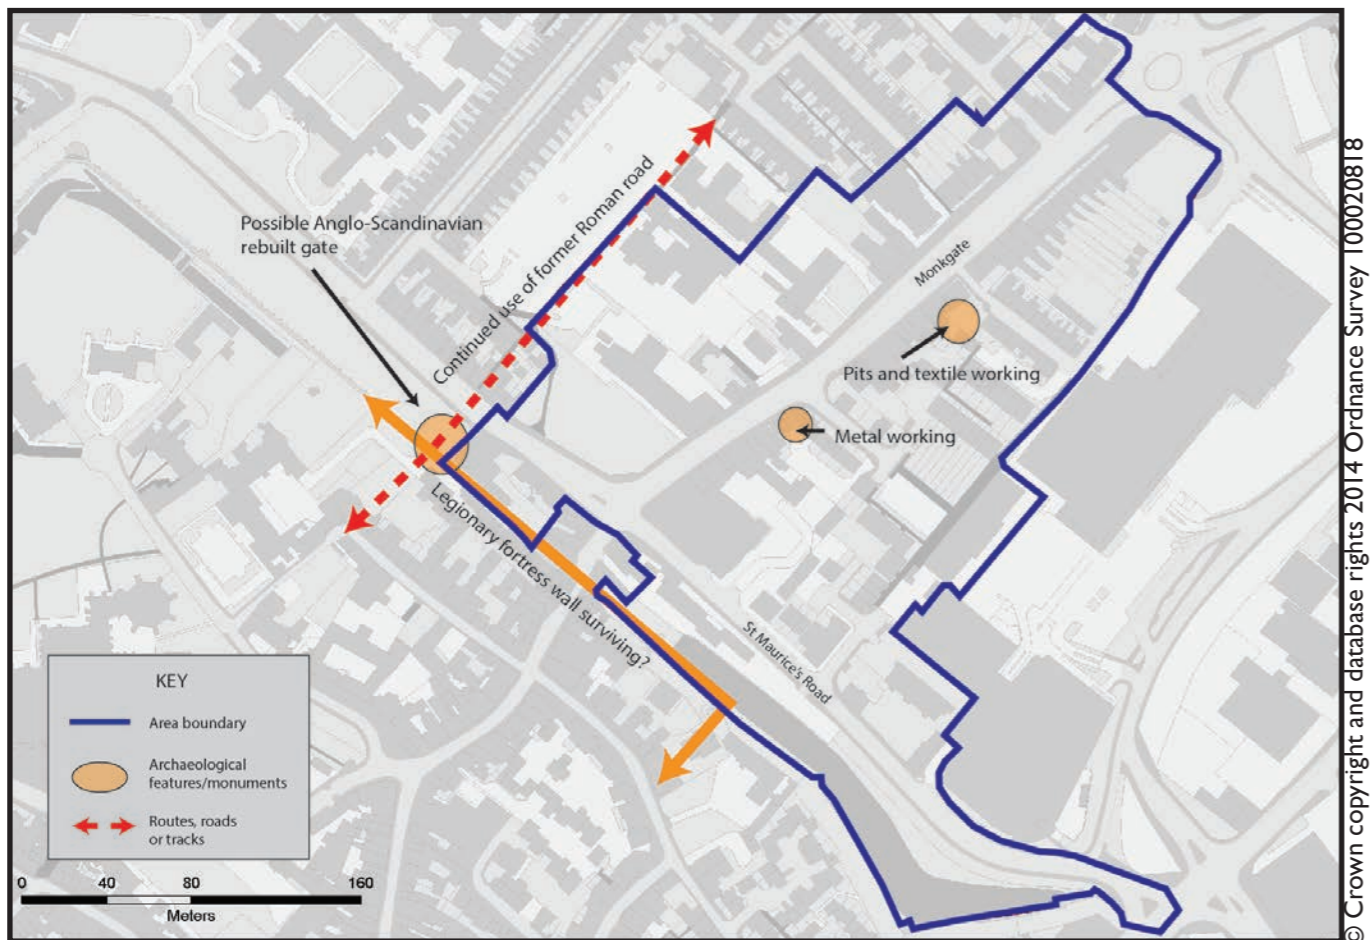 Possible Anglo-Scandinavian
rebuilt gate
Continued use of former Roman road
Monkgate
Pits and textile working
Metal working
Legionary fortress wall surviving?
St Maurice's Road
KEY
Area boundary
Archaeological
features/monuments
Routes, roads
or tracks
0 40 80 160
Meters
© Crown copyright and database rights 2014 Ordnance Survey 100020818